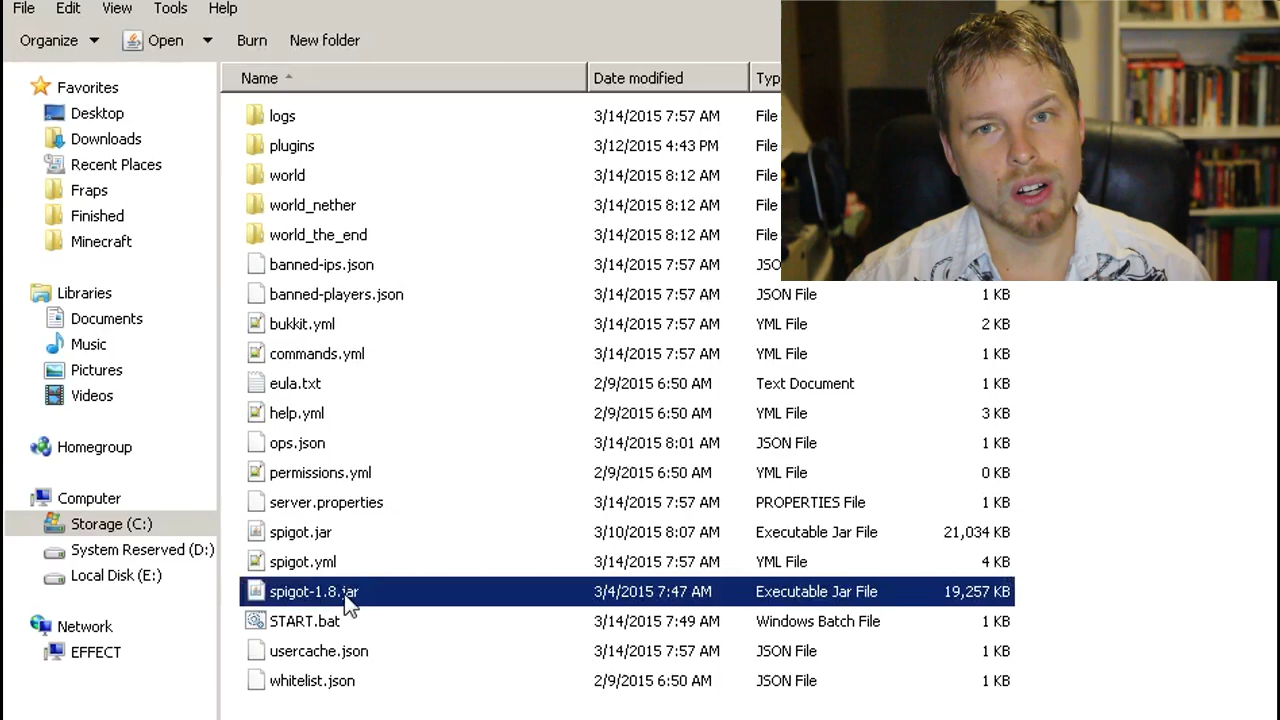 File Edit View Tools Help
Organize Open Burn New folder
Name Date modified Typ
Favorites
Desktop
Downloads
Recent Places
Fraps
Finished
Minecraft
Libraries
Documents
Music
Pictures
Videos
Homegroup
Computer
Storage (C:)
System Reserved (D:)
Local Disk (E:)
Network
EFFECT
logs 3/14/2015 7:57 AM File
plugins 3/12/2015 4:43 PM File
world 3/14/2015 8:12 AM File
world_nether 3/14/2015 8:12 AM File
world_the_end 3/14/2015 8:12 AM File
banned-ips.json 3/14/2015 7:57 AM JSO
banned-players.json 3/14/2015 7:57 AM JSON File 1 KB
bukkit.yml 3/14/2015 7:57 AM YML File 2 KB
commands.yml 3/14/2015 7:57 AM YML File 1 KB
eula.txt 2/9/2015 6:50 AM Text Document 1 KB
help.yml 2/9/2015 6:50 AM YML File 3 KB
ops.json 3/14/2015 8:01 AM JSON File 1 KB
permissions.yml 2/9/2015 6:50 AM YML File 0 KB
server.properties 3/14/2015 7:57 AM PROPERTIES File 1 KB
spigot.jar 3/10/2015 8:07 AM Executable Jar File 21,034 KB
spigot.yml 3/14/2015 7:57 AM YML File 4 KB
spigot-1.8.jar 3/4/2015 7:47 AM Executable Jar File 19,257 KB
START.bat 3/14/2015 7:49 AM Windows Batch File 1 KB
usercache.json 3/14/2015 7:57 AM JSON File 1 KB
whitelist.json 2/9/2015 6:50 AM JSON File 1 KB